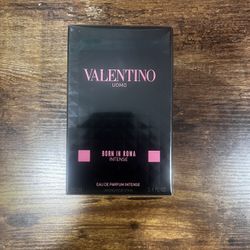 VALENTINO
UOMO
BORN IN ROMA
INTENSE
EAU DE PARFUM INTENSE